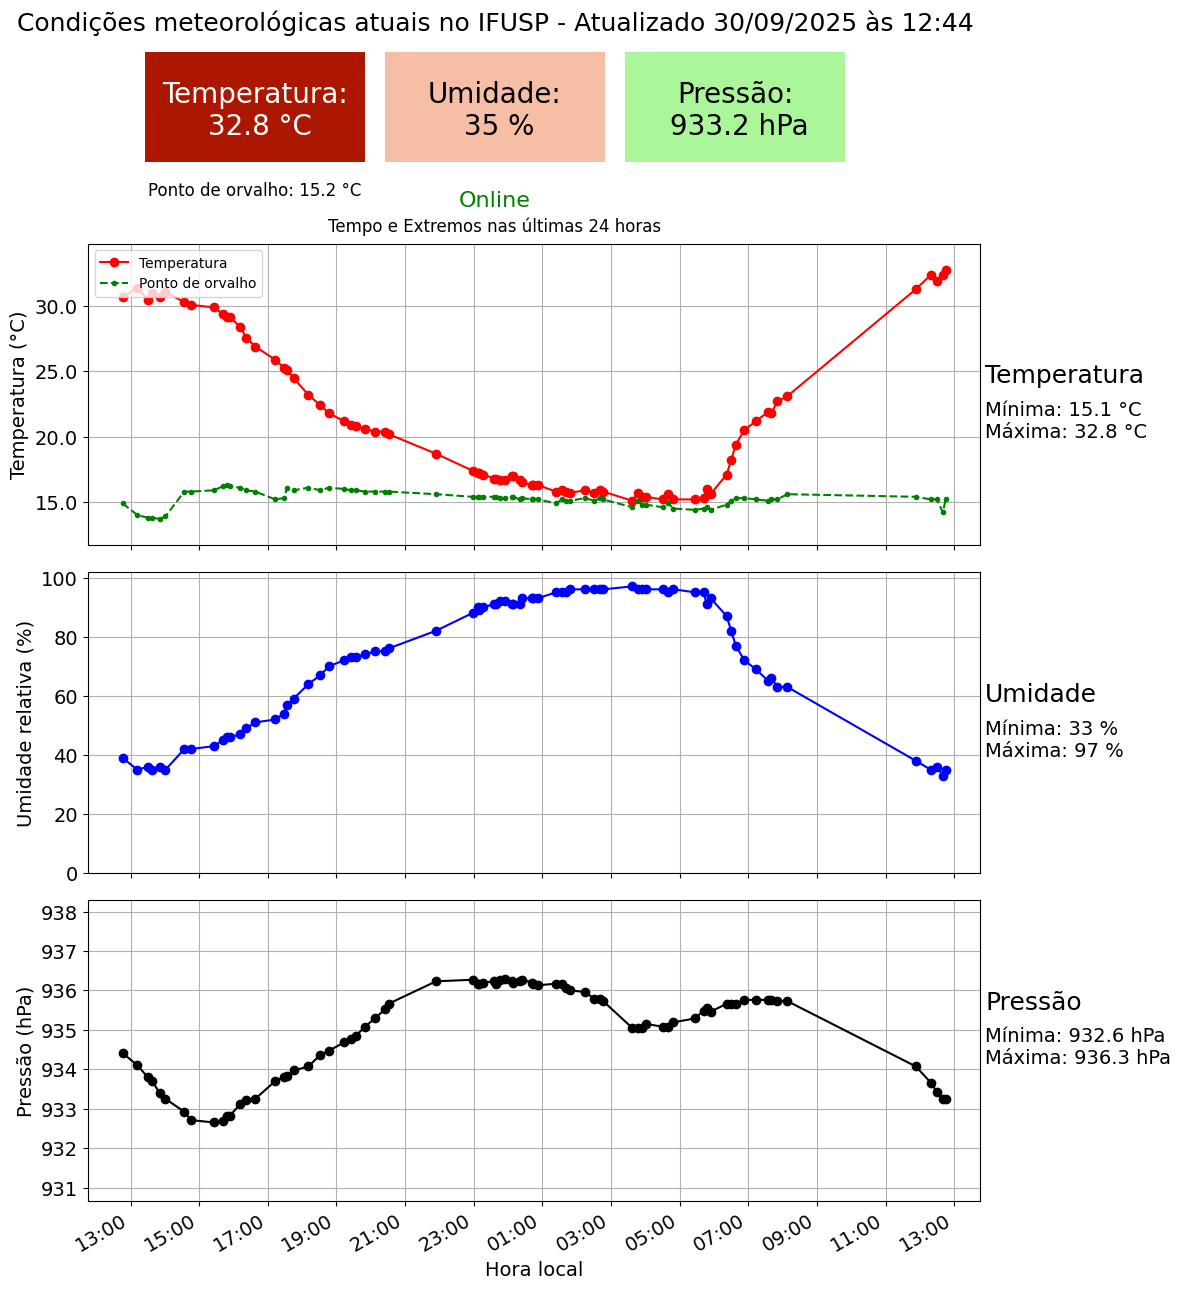 Condições meteorológicas atuais no IFUSP - Atualizado 30/09/2025 às 12:44
Temperatura:
32.8 °C
Umidade:
35 %
Pressão:
933.2 hPa
Ponto de orvalho: 15.2 °C
Online
Tempo e Extremos nas últimas 24 horas
Temperatura
Ponto de orvalho
Temperatura (°C)
30.0
25.0
20.0
15.0
Temperatura
Mínima: 15.1 °C
Máxima: 32.8 °C
Umidade relativa (%)
100
80
60
40
20
0
Umidade
Mínima: 33 %
Máxima: 97 %
Pressão (hPa)
938
937
936
935
934
933
932
931
Pressão
Mínima: 932.6 hPa
Máxima: 936.3 hPa
13:00 15:00 17:00 19:00 21:00 23:00 01:00 03:00 05:00 07:00 09:00 11:00 13:00
Hora local